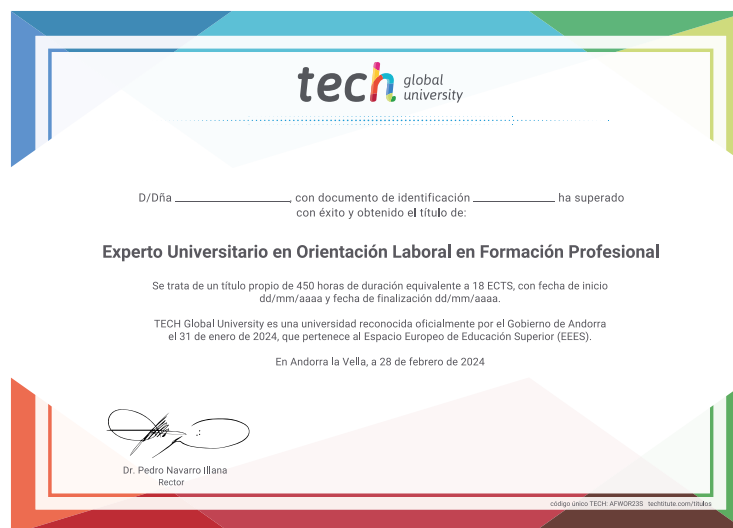 tech global university
D/Dña ______________, con documento de identificación __________ ha superado
con éxito y obtenido el título de:
Experto Universitario en Orientación Laboral en Formación Profesional
Se trata de un título propio de 450 horas de duración equivalente a 18 ECTS, con fecha de inicio
dd/mm/aaaa y fecha de finalización dd/mm/aaaa.
TECH Global University es una universidad reconocida oficialmente por el Gobierno de Andorra
el 31 de enero de 2024, que pertenece al Espacio Europeo de Educación Superior (EEES).
En Andorra la Vella, a 28 de febrero de 2024
Dr. Pedro Navarro Illana
Rector
código único TECH: AFWOR23S techtitute.com/titulos